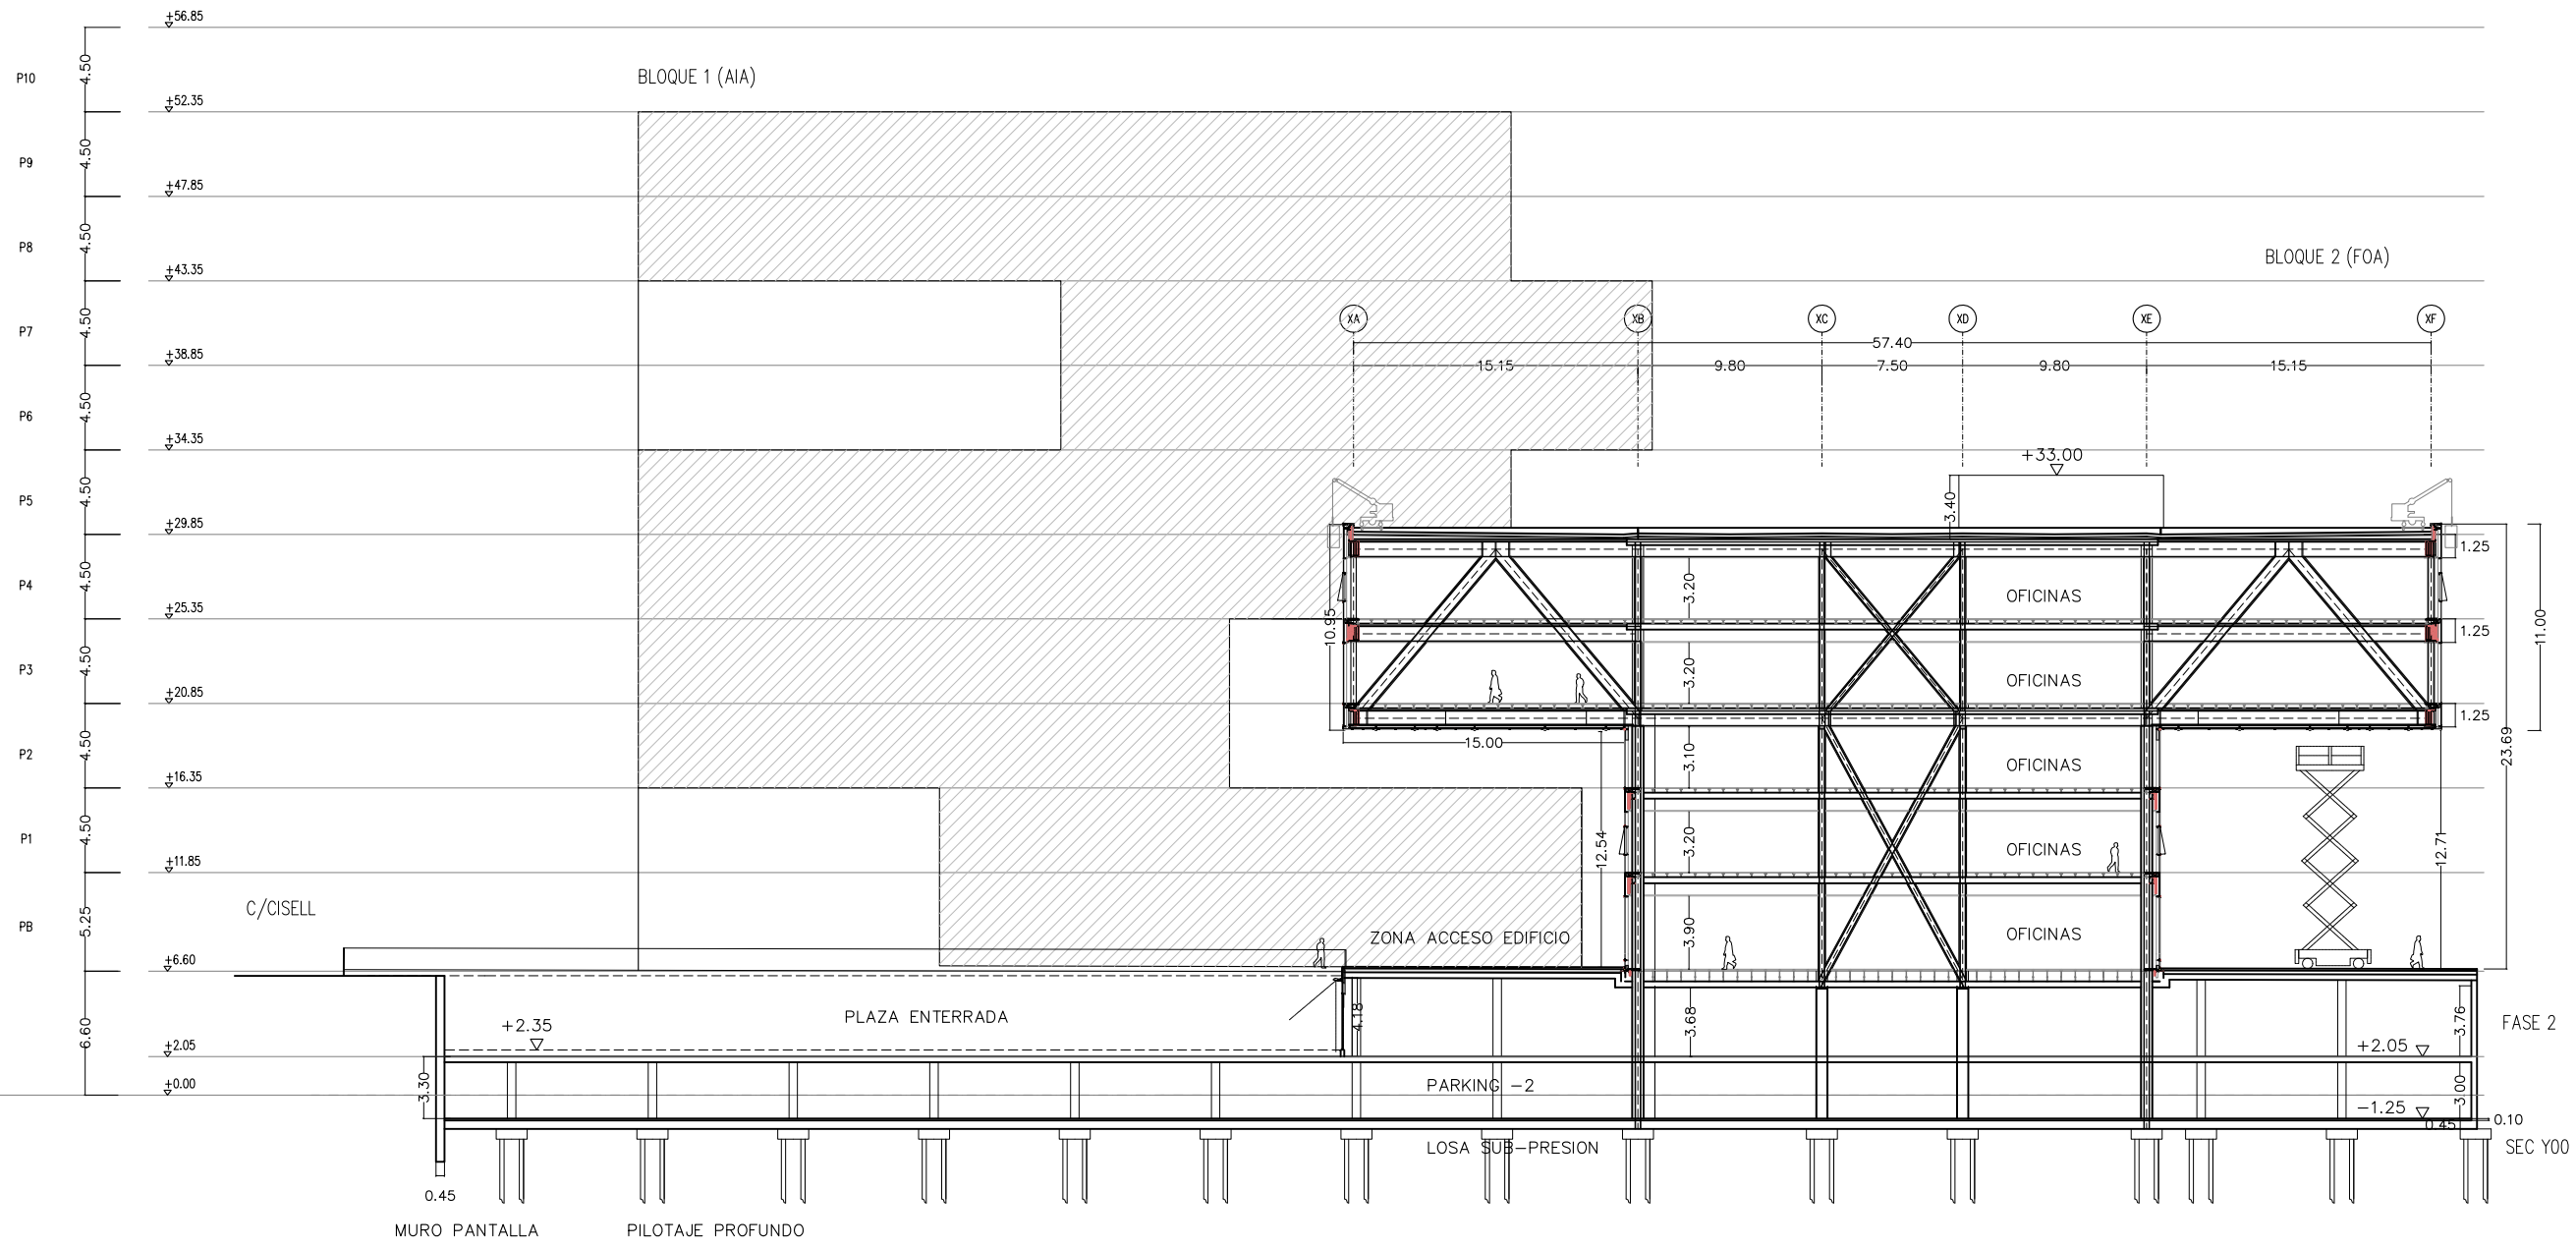 +56.85
P10
4.50
BLOQUE 1 (AIA)
+52.35
P9
4.50
+47.85
P8
4.50
BLOQUE 2 (FOA)
+43.35
P7
4.50
XA
XB
XC
XD
XE
XF
57.40
+38.85
15.15
9.80
7.50
9.80
15.15
P6
4.50
+34.35
+33.00
P5
4.50
3.40
+29.85
1.25
P4
4.50
3.20
OFICINAS
+25.35
10.95
11.00
1.25
P3
4.50
3.20
OFICINAS
+20.85
1.25
15.00
23.69
P2
4.50
3.10
OFICINAS
+16.35
P1
4.50
12.54
3.20
OFICINAS
12.71
+11.85
C/CISELL
PB
5.25
3.90
OFICINAS
ZONA ACCESO EDIFICIO
+6.60
PLAZA ENTERRADA
4.18
3.68
3.76
FASE 2
+2.35
6.60
+2.05
+2.05
+0.00
3.30
PARKING -2
3.00
-1.25
0.45
0.10
LOSA SUB-PRESION
SEC Y00
0.45
MURO PANTALLA
PILOTAJE PROFUNDO